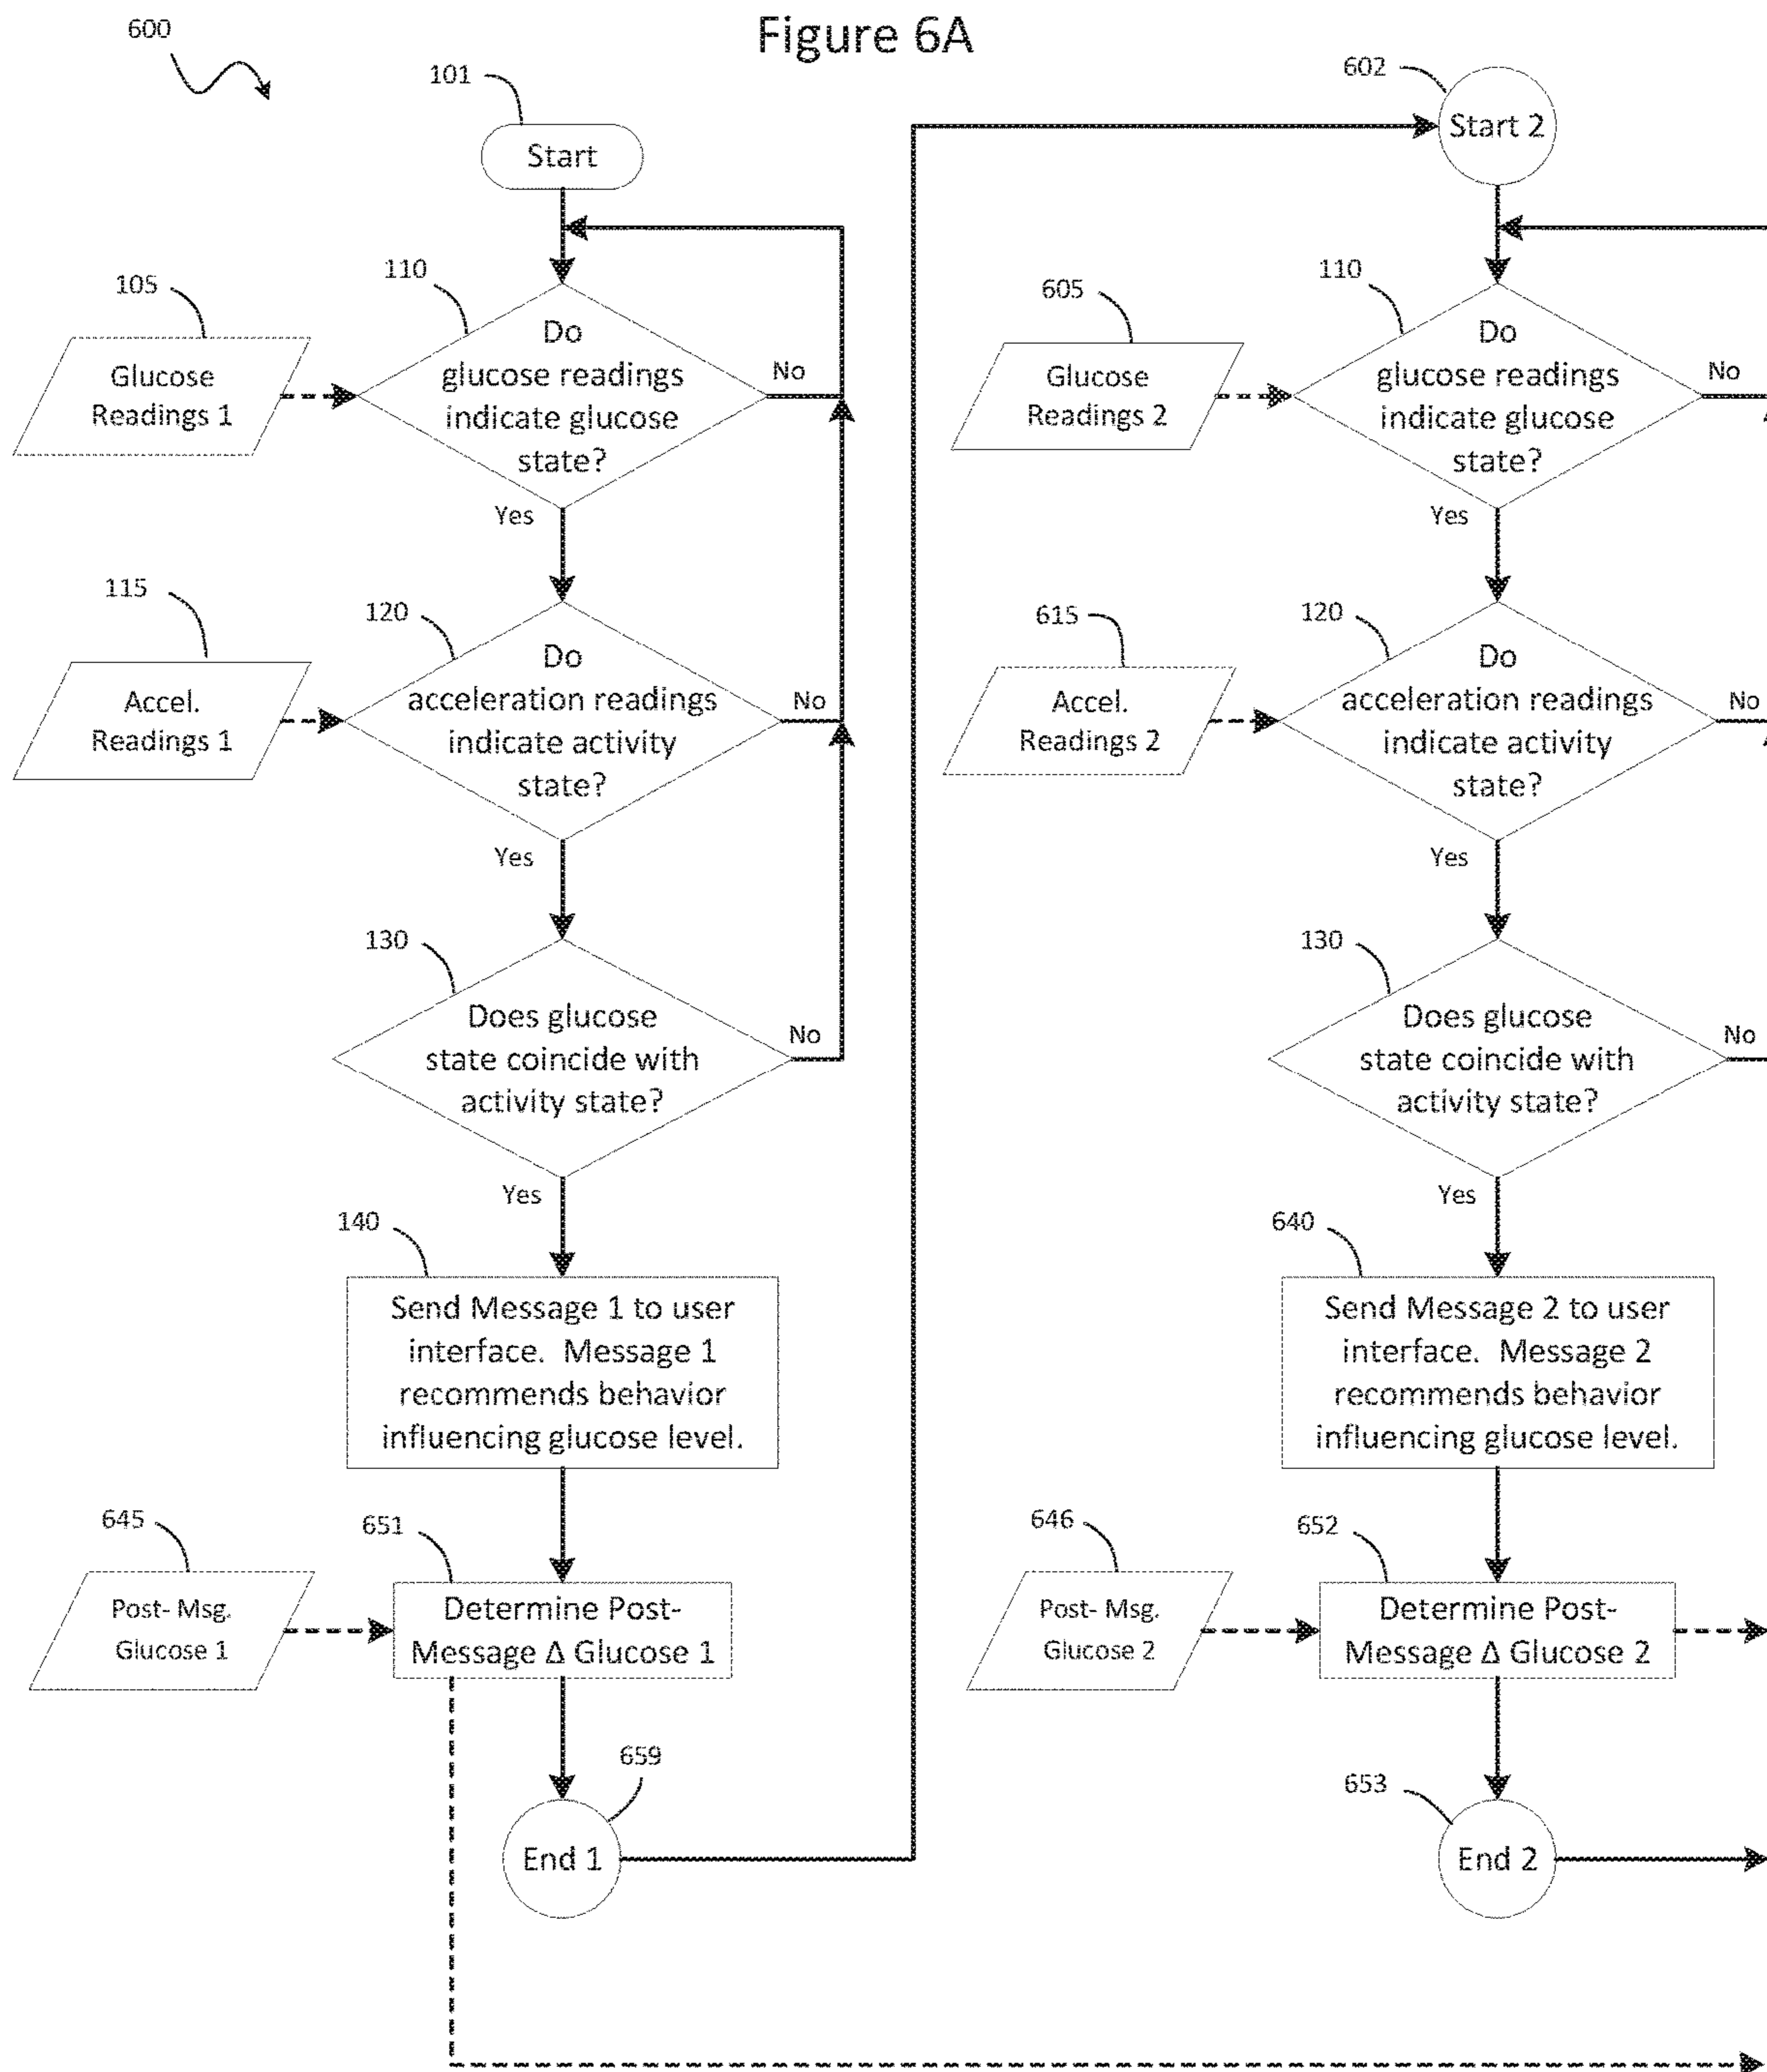 Figure 6A
600
101
Start
110
105
Glucose
Readings 1
Do
glucose readings
indicate glucose
state?
No
Yes
115
Accel.
Readings 1
120
Do
acceleration readings
indicate activity
state?
No
Yes
130
Does glucose
state coincide with
activity state?
No
Yes
140
Send Message 1 to user
interface. Message 1
recommends behavior
influencing glucose level.
645
Post- Msg.
Glucose 1
651
Determine Post-
Message Δ Glucose 1
659
End 1
602
Start 2
110
605
Glucose
Readings 2
Do
glucose readings
indicate glucose
state?
No
Yes
615
Accel.
Readings 2
120
Do
acceleration readings
indicate activity
state?
No
Yes
130
Does glucose
state coincide with
activity state?
No
Yes
640
Send Message 2 to user
interface. Message 2
recommends behavior
influencing glucose level.
646
Post- Msg.
Glucose 2
652
Determine Post-
Message Δ Glucose 2
653
End 2